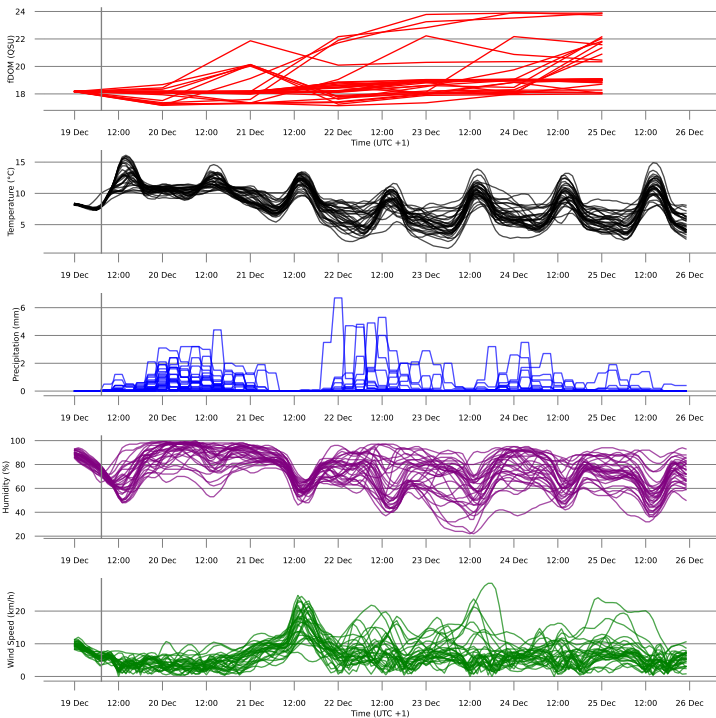 fDOM (QSU)
24
22
20
18
19 Dec 12:00 20 Dec 12:00 21 Dec 12:00 22 Dec 12:00 23 Dec 12:00 24 Dec 12:00 25 Dec 12:00 26 Dec
Time (UTC +1)
Temperature (°C)
15
10
5
19 Dec 12:00 20 Dec 12:00 21 Dec 12:00 22 Dec 12:00 23 Dec 12:00 24 Dec 12:00 25 Dec 12:00 26 Dec
Precipitation (mm)
6
4
2
0
19 Dec 12:00 20 Dec 12:00 21 Dec 12:00 22 Dec 12:00 23 Dec 12:00 24 Dec 12:00 25 Dec 12:00 26 Dec
Humidity (%)
100
80
60
40
20
19 Dec 12:00 20 Dec 12:00 21 Dec 12:00 22 Dec 12:00 23 Dec 12:00 24 Dec 12:00 25 Dec 12:00 26 Dec
Wind Speed (km/h)
20
10
0
19 Dec 12:00 20 Dec 12:00 21 Dec 12:00 22 Dec 12:00 23 Dec 12:00 24 Dec 12:00 25 Dec 12:00 26 Dec
Time (UTC +1)